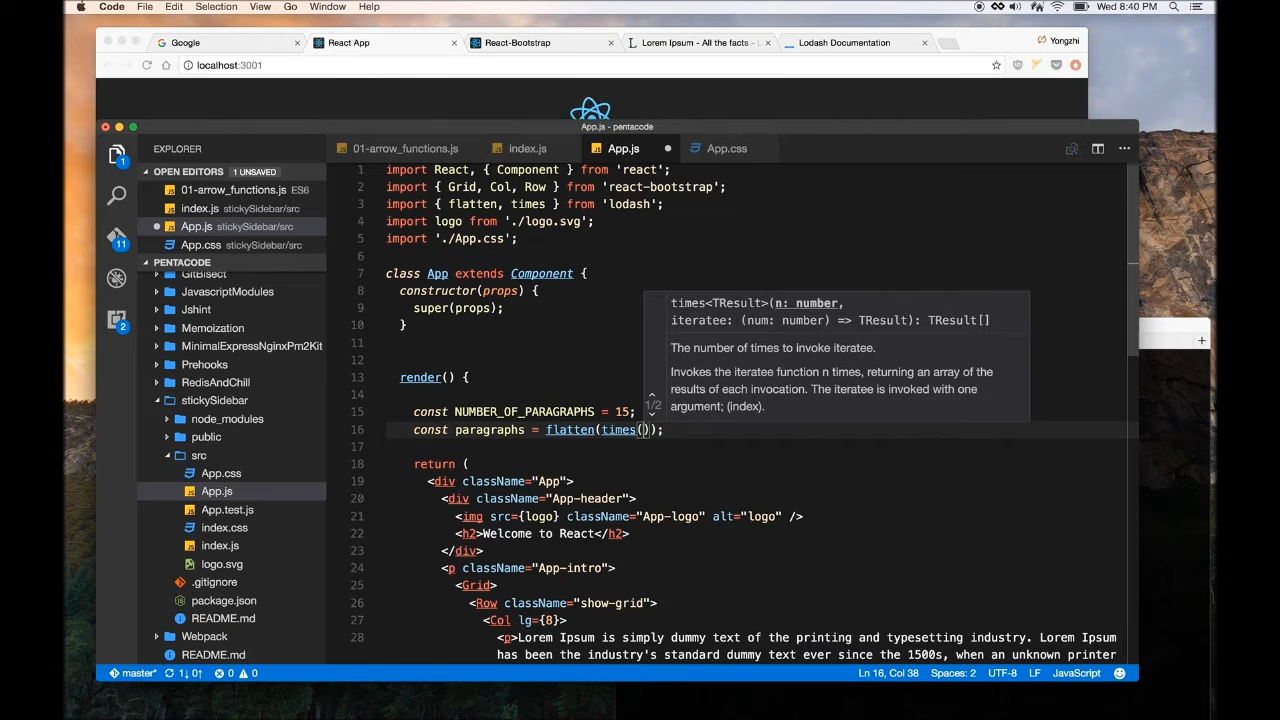 Code File Edit Selection View Go Window Help Wed 8:40 PM
Google React App React-Bootstrap Lorem Ipsum - All the facts - Lodash Documentation Yongzhi
localhost:3001
App.js - pentacode
EXPLORER 01-arrow_functions.js index.js App.js App.css
OPEN EDITORS 1 UNSAVED
01-arrow_functions.js ES6
index.js stickySidebar/src
App.js stickySidebar/src
App.css stickySidebar/src
PENTACODE
GitBisect
JavascriptModules
Jshint
Memoization
MinimalExpressNginxPm2Kit
Prehooks
RedisAndChill
stickySidebar
node_modules
public
src
App.css
App.js
App.test.js
index.css
index.js
logo.svg
.gitignore
package.json
README.md
Webpack
README.md
1
11
2
1 import React, { Component } from 'react';
2 import { Grid, Col, Row } from 'react-bootstrap';
3 import { flatten, times } from 'lodash';
4 import logo from './logo.svg';
5 import './App.css';
6
7 class App extends Component {
8 constructor(props) {
9 super(props);
10 }
11
12
13 render() {
14
15 const NUMBER_OF_PARAGRAPHS = 15;
16 const paragraphs = flatten(times());
17
18 return (
19 <div className="App">
20 <div className="App-header">
21 <img src={logo} className="App-logo" alt="logo" />
22 <h2>Welcome to React</h2>
23 </div>
24 <p className="App-intro">
25 <Grid>
26 <Row className="show-grid">
27 <Col lg={8}>
28 <p>Lorem Ipsum is simply dummy text of the printing and typesetting industry. Lorem Ipsum
has been the industry's standard dummy text ever since the 1500s, when an unknown printer
times<TResult>(n: number,
iteratee: (num: number) => TResult): TResult[]
The number of times to invoke iteratee.
Invokes the iteratee function n times, returning an array of the
results of each invocation. The iteratee is invoked with one
argument; (index).
1/2
master* 1↓ 0↑ 0 0 Ln 16, Col 38 Spaces: 2 UTF-8 LF JavaScript